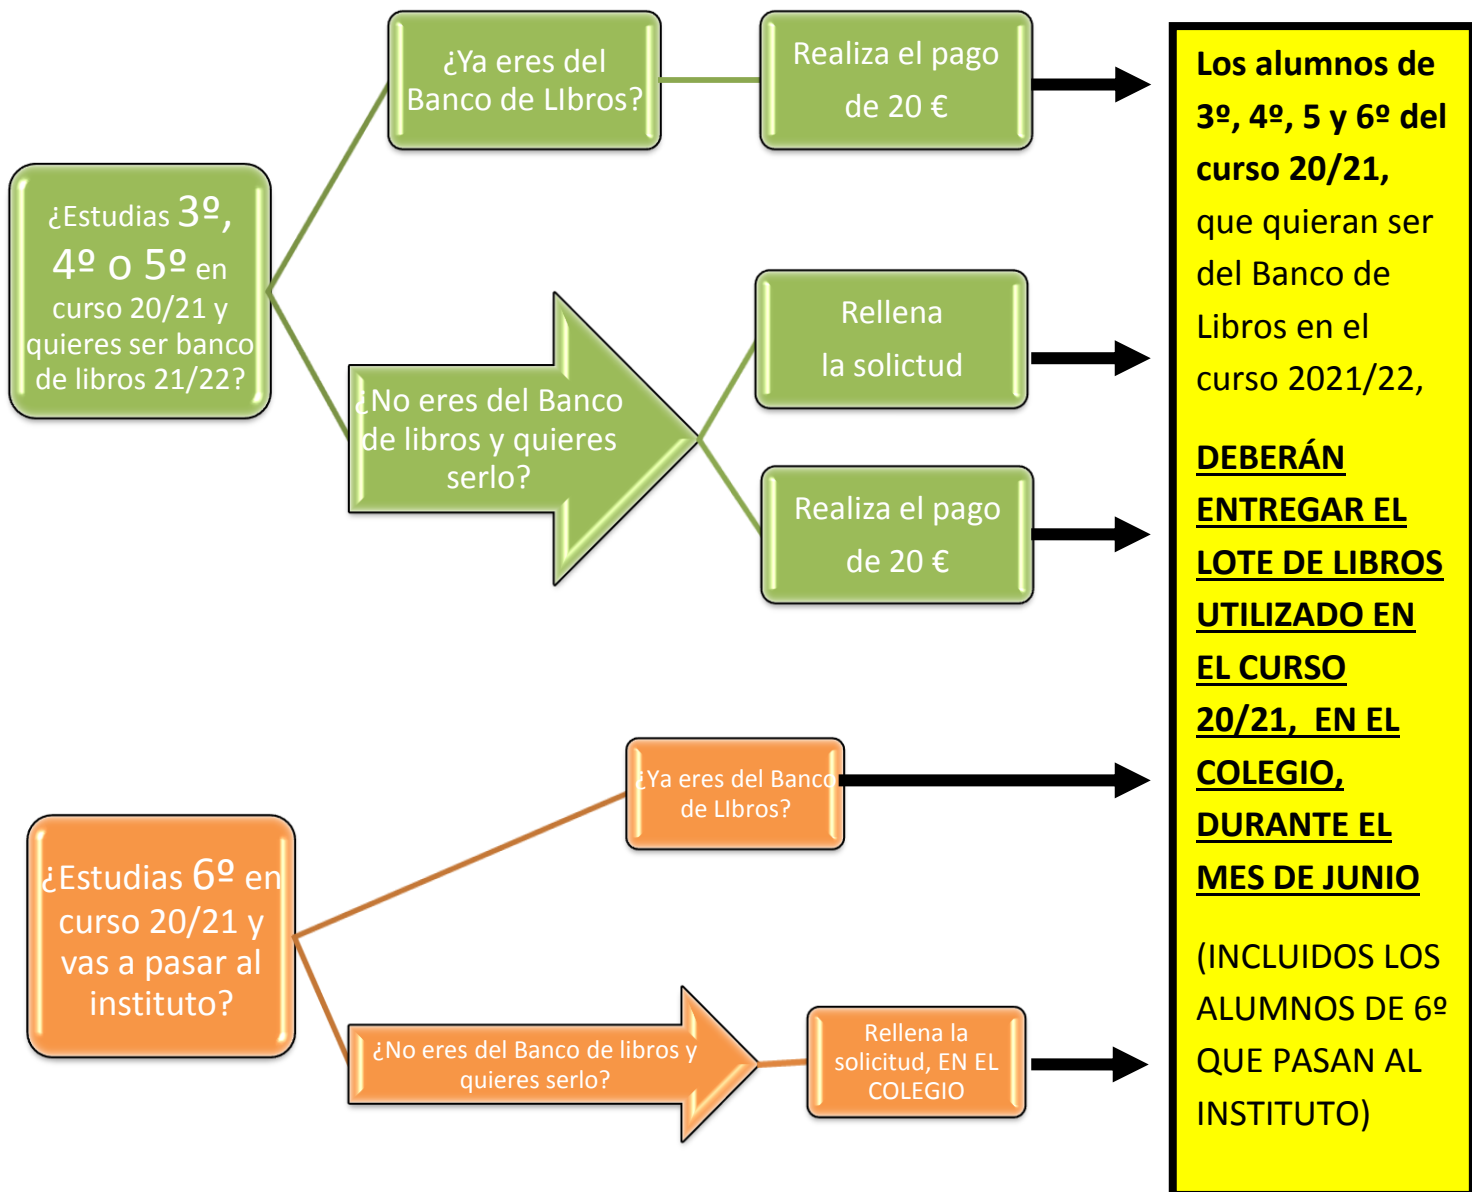 ¿Estudias 3º,
4º o 5º en
curso 20/21 y
quieres ser banco
de libros 21/22?
¿Ya eres del
Banco de LIbros?
Realiza el pago
de 20 €
¿No eres del Banco
de libros y quieres
serlo?
Rellena
la solictud
Realiza el pago
de 20 €
¿Estudias 6º en
curso 20/21 y
vas a pasar al
instituto?
¿Ya eres del Banco
de LIbros?
¿No eres del Banco de libros y
quieres serlo?
Rellena la
solicitud, EN EL
COLEGIO
Los alumnos de
3º, 4º, 5 y 6º del
curso 20/21,
que quieran ser
del Banco de
Libros en el
curso 2021/22,
DEBERÁN
ENTREGAR EL
LOTE DE LIBROS
UTILIZADO EN
EL CURSO
20/21, EN EL
COLEGIO,
DURANTE EL
MES DE JUNIO
(INCLUIDOS LOS
ALUMNOS DE 6º
QUE PASAN AL
INSTITUTO)